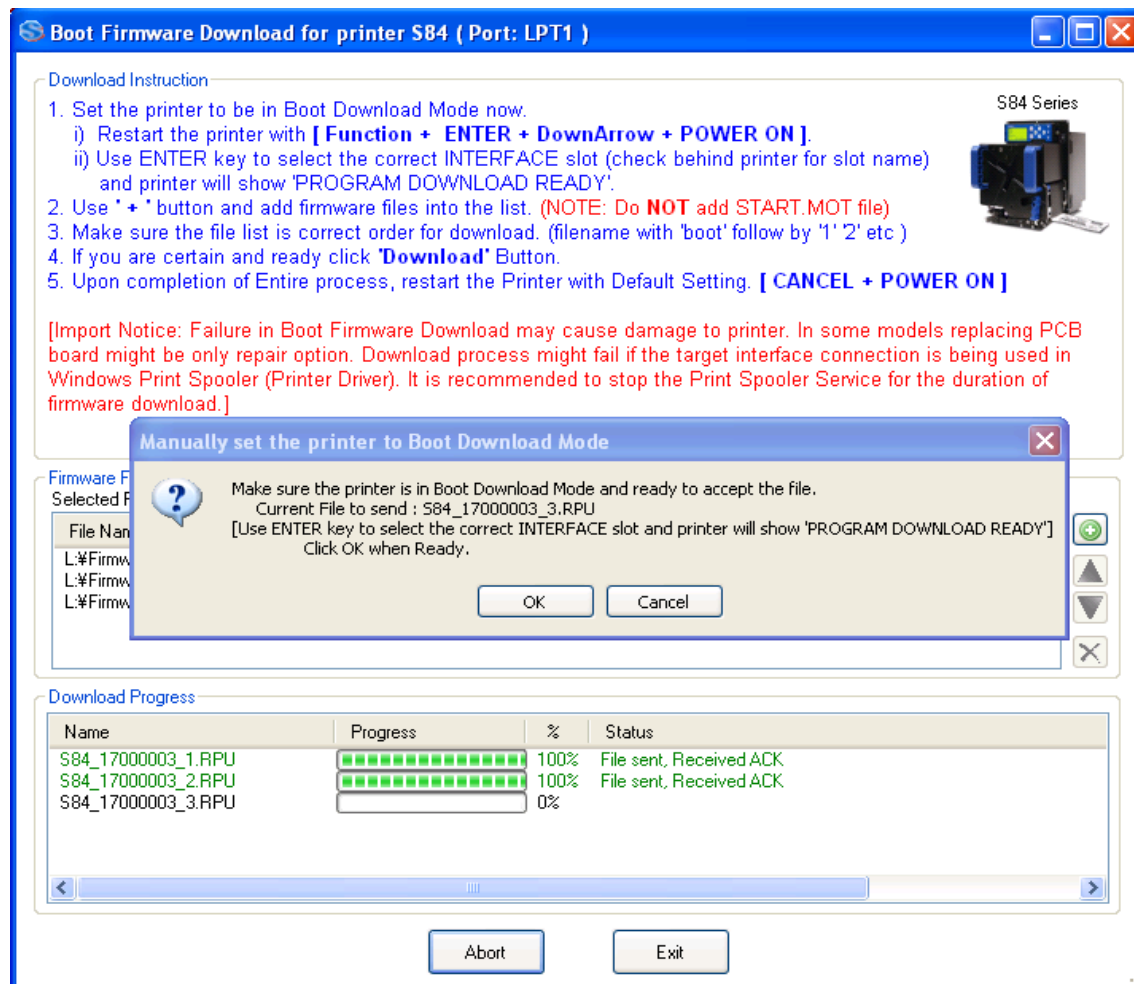 Boot Firmware Download for printer S84 ( Port: LPT1 )
Download Instruction
S84 Series
1. Set the printer to be in Boot Download Mode now.
i) Restart the printer with [ Function + ENTER + DownArrow + POWER ON ].
ii) Use ENTER key to select the correct INTERFACE slot (check behind printer for slot name)
and printer will show 'PROGRAM DOWNLOAD READY'.
2. Use " + " button and add firmware files into the list. (NOTE: Do NOT add START.MOT file)
3. Make sure the file list is correct order for download. (filename with 'boot' follow by '1' '2' etc )
4. If you are certain and ready click "Download" Button.
5. Upon completion of Entire process, restart the Printer with Default Setting. [ CANCEL + POWER ON ]
[Import Notice: Failure in Boot Firmware Download may cause damage to printer. In some models replacing PCB
board might be only repair option. Download process might fail if the target interface connection is being used in
Windows Print Spooler (Printer Driver). It is recommended to stop the Print Spooler Service for the duration of
firmware download.]
Manually set the printer to Boot Download Mode
Make sure the printer is in Boot Download Mode and ready to accept the file.
Current File to send : S84_17000003_3.RPU
[Use ENTER key to select the correct INTERFACE slot and printer will show 'PROGRAM DOWNLOAD READY']
Click OK when Ready.
OK Cancel
Firmware F
Selected F
File Nam
L:¥Firmw
L:¥Firmw
L:¥Firmw
Download Progress
Name Progress % Status
S84_17000003_1.RPU 100% File sent, Received ACK
S84_17000003_2.RPU 100% File sent, Received ACK
S84_17000003_3.RPU 0%
Abort Exit